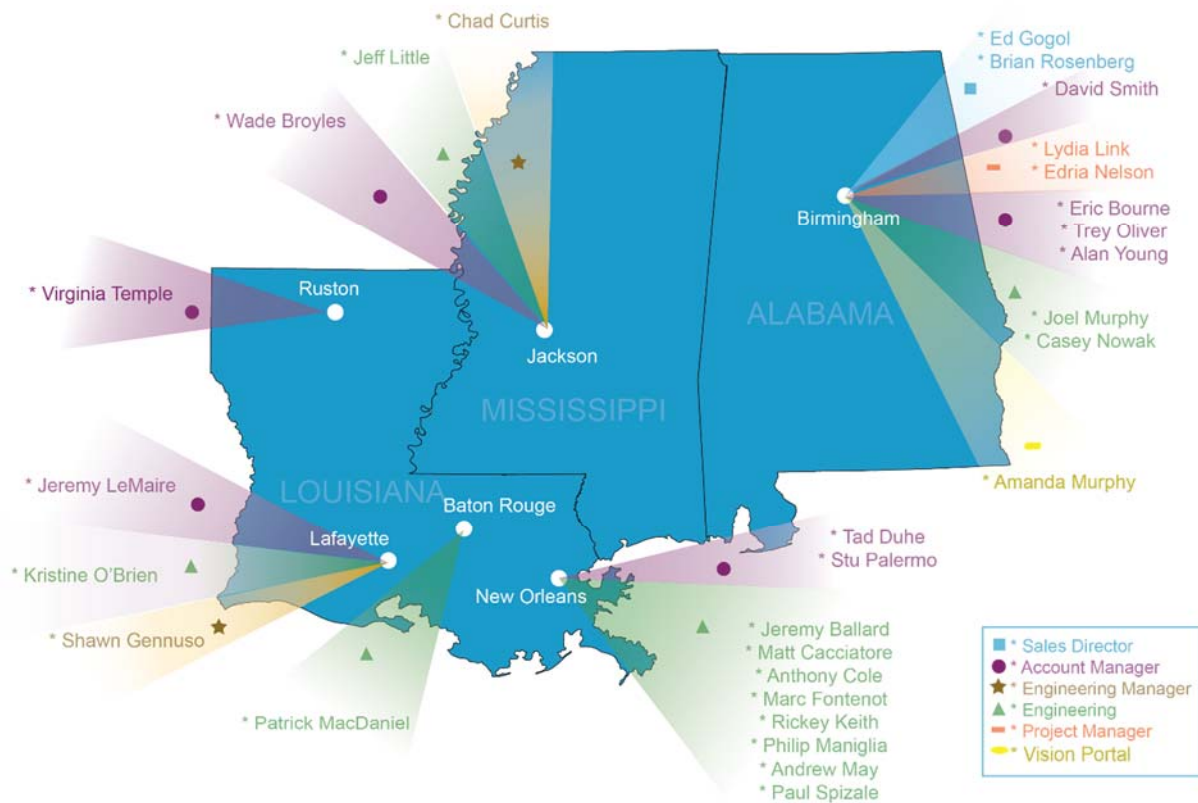 * Chad Curtis
* Jeff Little
* Wade Broyles
* Ed Gogol
* Brian Rosenberg
* David Smith
* Lydia Link
* Edria Nelson
Birmingham
* Eric Bourne
* Trey Oliver
* Alan Young
* Virginia Temple
Ruston
Jackson
ALABAMA
* Joel Murphy
* Casey Nowak
MISSISSIPPI
* Amanda Murphy
* Jeremy LeMaire
LOUISIANA
Baton Rouge
Lafayette
* Kristine O'Brien
New Orleans
* Tad Duhe
* Stu Palermo
* Shawn Gennuso
* Patrick MacDaniel
* Jeremy Ballard
* Matt Cacciatore
* Anthony Cole
* Marc Fontenot
* Rickey Keith
* Philip Maniglia
* Andrew May
* Paul Spizale
* Sales Director
* Account Manager
* Engineering Manager
* Engineering
* Project Manager
* Vision Portal